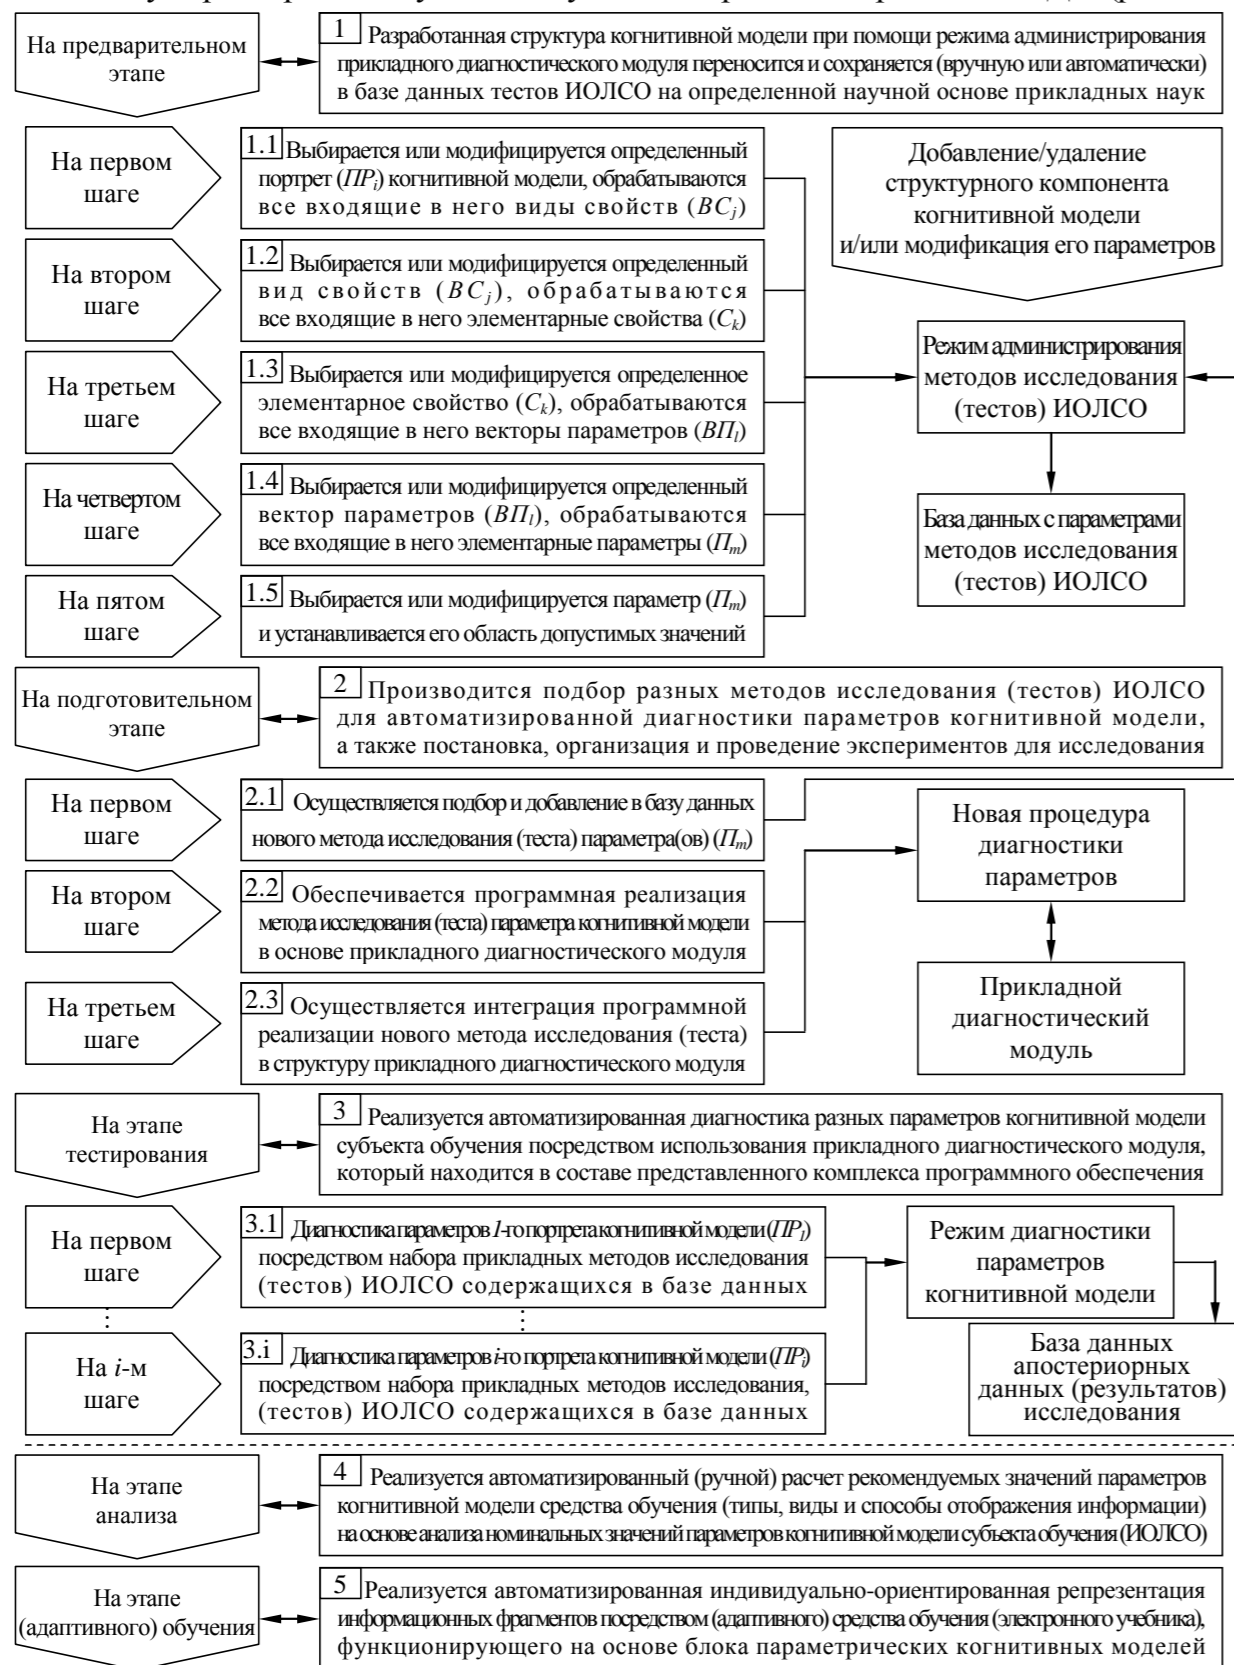 На предварительном
этапе
1 Разработанная структура когнитивной модели при помощи режима администрирования
прикладного диагностического модуля переносится и сохраняется (вручную или автоматически)
в базе данных тестов ИОЛСО на определенной научной основе прикладных наук
На первом
шаге
1.1 Выбирается или модифицируется определенный
портрет (ПР_i) когнитивной модели, обрабатываются
все входящие в него виды свойств (ВС_j)
Добавление/удаление
структурного компонента
когнитивной модели
и/или модификация его параметров
На втором
шаге
1.2 Выбирается или модифицируется определенный
вид свойств (ВС_j), обрабатываются
все входящие в него элементарные свойства (С_k)
На третьем
шаге
1.3 Выбирается или модифицируется определенное
элементарное свойство (С_k), обрабатываются
все входящие в него векторы параметров (ВП_l)
Режим администрирования
методов исследования
(тестов) ИОЛСО
На четвертом
шаге
1.4 Выбирается или модифицируется определенный
вектор параметров (ВП_l), обрабатываются
все входящие в него элементарные параметры (П_m)
База данных с параметрами
методов исследования
(тестов) ИОЛСО
На пятом
шаге
1.5 Выбирается или модифицируется параметр (П_m)
и устанавливается его область допустимых значений
На подготовительном
этапе
2 Производится подбор разных методов исследования (тестов) ИОЛСО
для автоматизированной диагностики параметров когнитивной модели,
а также постановка, организация и проведение экспериментов для исследования
На первом
шаге
2.1 Осуществляется подбор и добавление в базу данных
нового метода исследования (теста) параметра(ов) (П_m)
Новая процедура
диагностики
параметров
На втором
шаге
2.2 Обеспечивается программная реализация
метода исследования (теста) параметра когнитивной модели
в основе прикладного диагностического модуля
На третьем
шаге
2.3 Осуществляется интеграция программной
реализации нового метода исследования (теста)
в структуру прикладного диагностического модуля
Прикладной
диагностический
модуль
На этапе
тестирования
3 Реализуется автоматизированная диагностика разных параметров когнитивной модели
субъекта обучения посредством использования прикладного диагностического модуля,
который находится в составе представленного комплекса программного обеспечения
На первом
шаге
3.1 Диагностика параметров 1-го портрета когнитивной модели (ПР_1)
посредством набора прикладных методов исследования
(тестов) ИОЛСО содержащихся в базе данных
Режим диагностики
параметров
когнитивной модели
На i-м
шаге
3.i Диагностика параметров i-го портрета когнитивной модели (ПР_i)
посредством набора прикладных методов исследования,
(тестов) ИОЛСО содержащихся в базе данных
База данных
апостериорных
данных (результатов)
исследования
На этапе
анализа
4 Реализуется автоматизированный (ручной) расчет рекомендуемых значений параметров
когнитивной модели средства обучения (типы, виды и способы отображения информации)
на основе анализа номинальных значений параметров когнитивной модели субъекта обучения (ИОЛСО)
На этапе
(адаптивного) обучения
5 Реализуется автоматизированная индивидуально-ориентированная репрезентация
информационных фрагментов посредством (адаптивного) средства обучения (электронного учебника),
функционирующего на основе блока параметрических когнитивных моделей